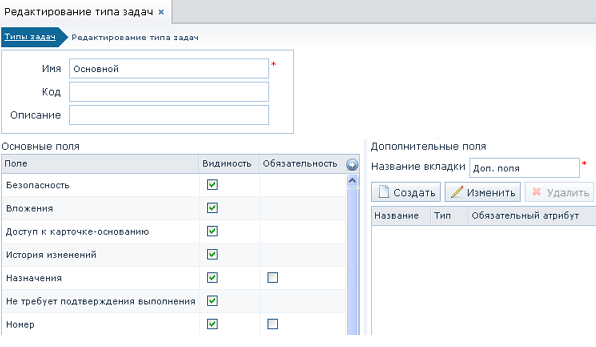 Редактирование типа задач
Типы задач Редактирование типа задач
Имя Основной *
Код
Описание
Основные поля
Поле Видимость Обязательность
Безопасность
Вложения
Доступ к карточке-основанию
История изменений
Назначения
Не требует подтверждения выполнения
Номер
Дополнительные поля
Название вкладки Доп. поля *
Создать Изменить Удалить
Название Тип Обязательный атрибут